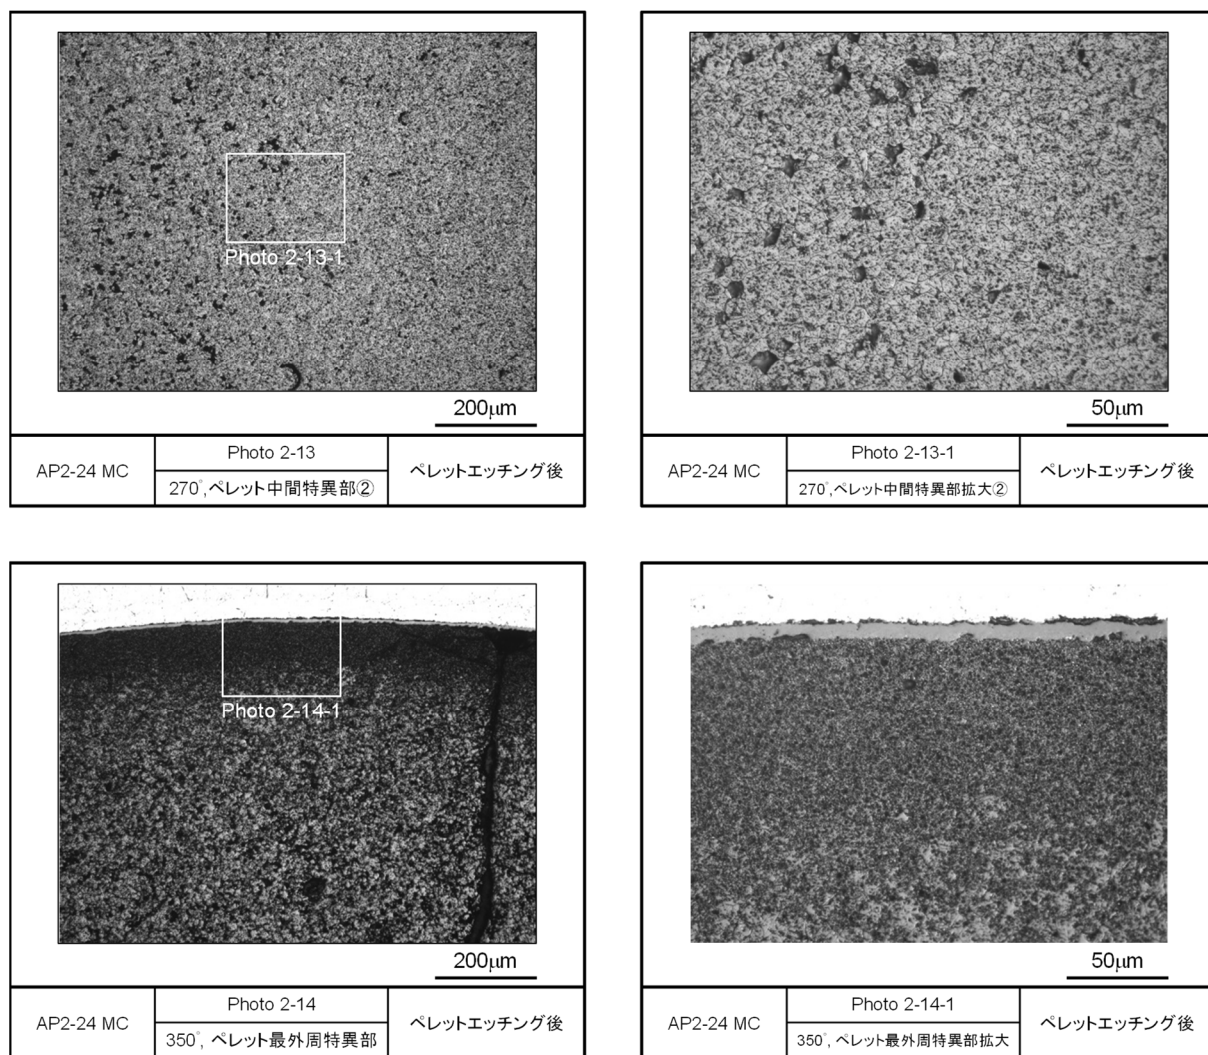 Photo 2-13-1
200μm
AP2-24 MC
Photo 2-13
270°,ペレット中間特異部②
ペレットエッチング後
50μm
AP2-24 MC
Photo 2-13-1
270°,ペレット中間特異部拡大②
ペレットエッチング後
Photo 2-14-1
200μm
AP2-24 MC
Photo 2-14
350°, ペレット最外周特異部
ペレットエッチング後
50μm
AP2-24 MC
Photo 2-14-1
350°, ペレット最外周特異部拡大
ペレットエッチング後